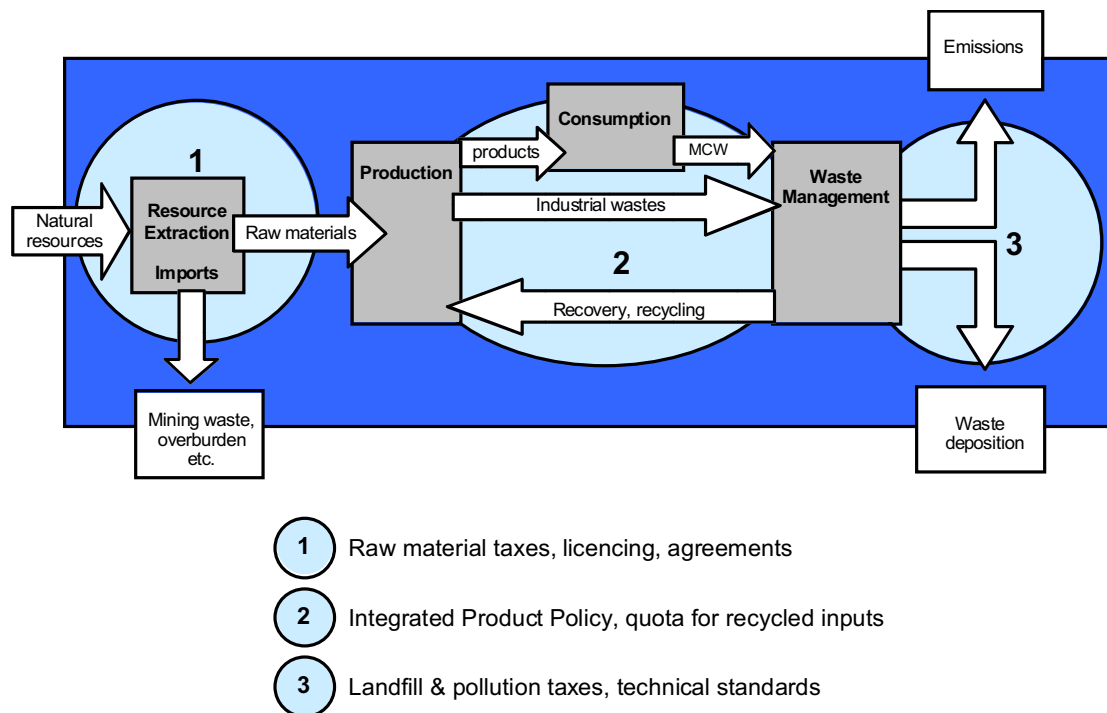 Emissions
Consumption
1
products
MCW
Production
Waste
Management
Natural
resources
Resource
Extraction
Imports
Raw materials
Industrial wastes
2
3
Recovery, recycling
Mining waste,
overburden
etc.
Waste
deposition
1 Raw material taxes, licencing, agreements
2 Integrated Product Policy, quota for recycled inputs
3 Landfill & pollution taxes, technical standards